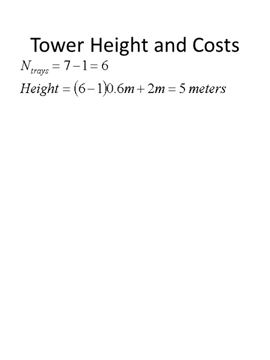 Tower Height and Costs
N_trays = 7 − 1 = 6
Height = (6 − 1)0.6m + 2m = 5 meters